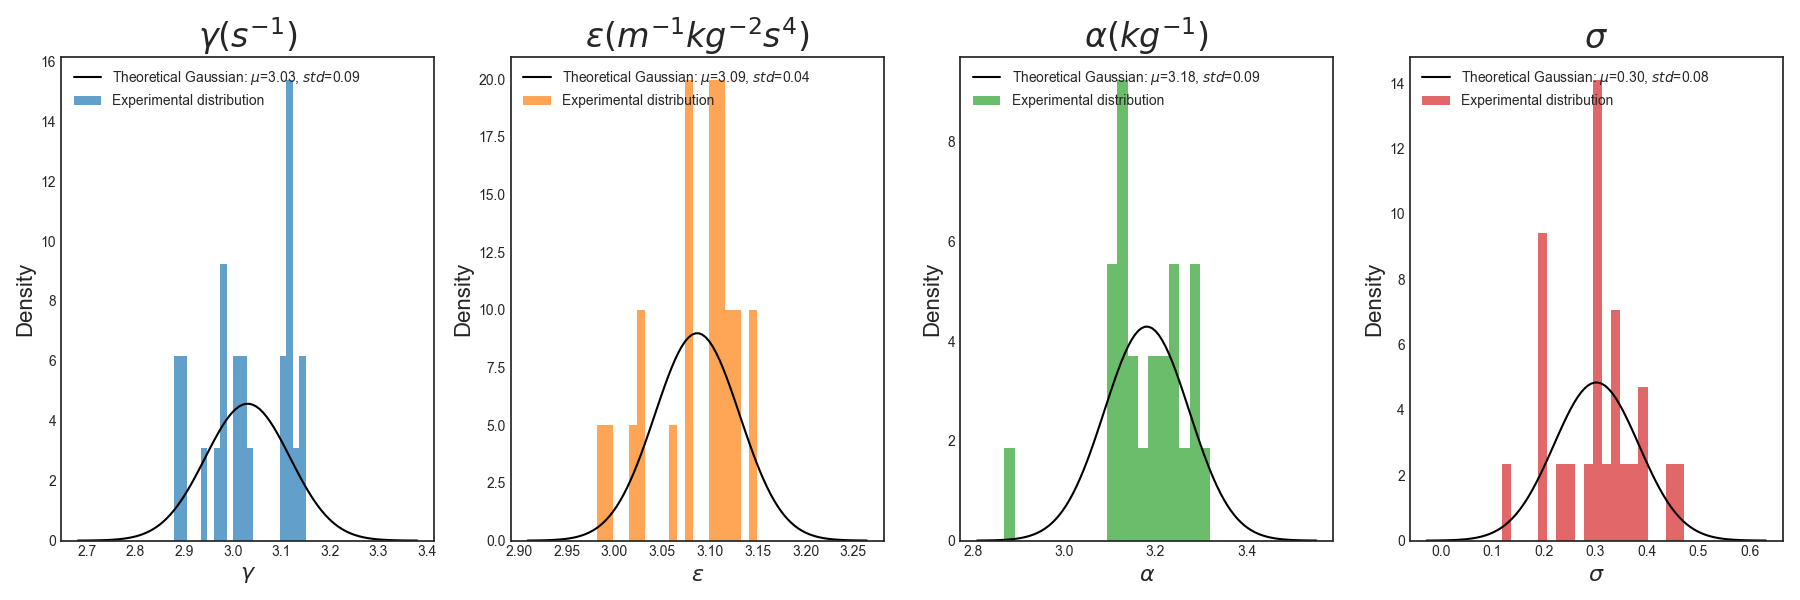 γ(s⁻¹)
Theoretical Gaussian: μ=3.03, std=0.09
Experimental distribution
Density
16
14
12
10
8
6
4
2
0
2.7 2.8 2.9 3.0 3.1 3.2 3.3 3.4
γ
ε(m⁻¹kg⁻²s⁴)
Theoretical Gaussian: μ=3.09, std=0.04
Experimental distribution
Density
20.0
17.5
15.0
12.5
10.0
7.5
5.0
2.5
0.0
2.90 2.95 3.00 3.05 3.10 3.15 3.20 3.25
ε
α(kg⁻¹)
Theoretical Gaussian: μ=3.18, std=0.09
Experimental distribution
Density
8
6
4
2
0
2.8 3.0 3.2 3.4
α
σ
Theoretical Gaussian: μ=0.30, std=0.08
Experimental distribution
Density
14
12
10
8
6
4
2
0
0.0 0.1 0.2 0.3 0.4 0.5 0.6
σ